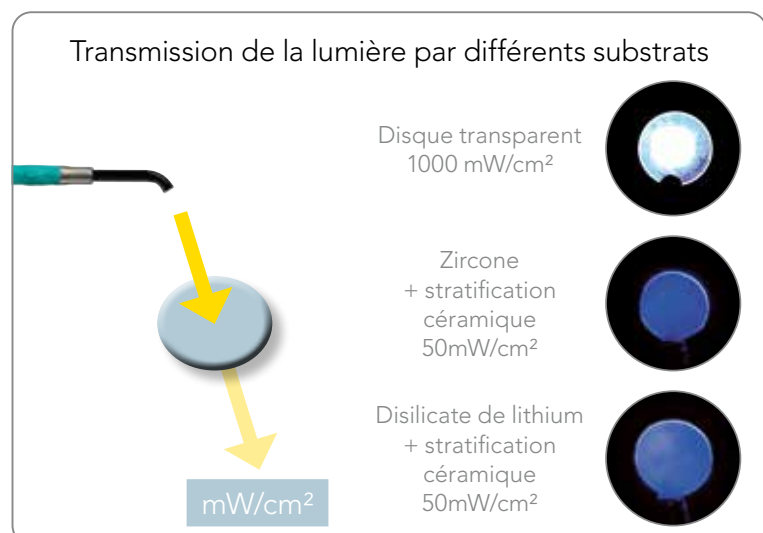 Transmission de la lumière par différents substrats
Disque transparent
1000 mW/cm²
Zircone
+ stratification
céramique
50mW/cm²
Disilicate de lithium
+ stratification
céramique
50mW/cm²
mW/cm²